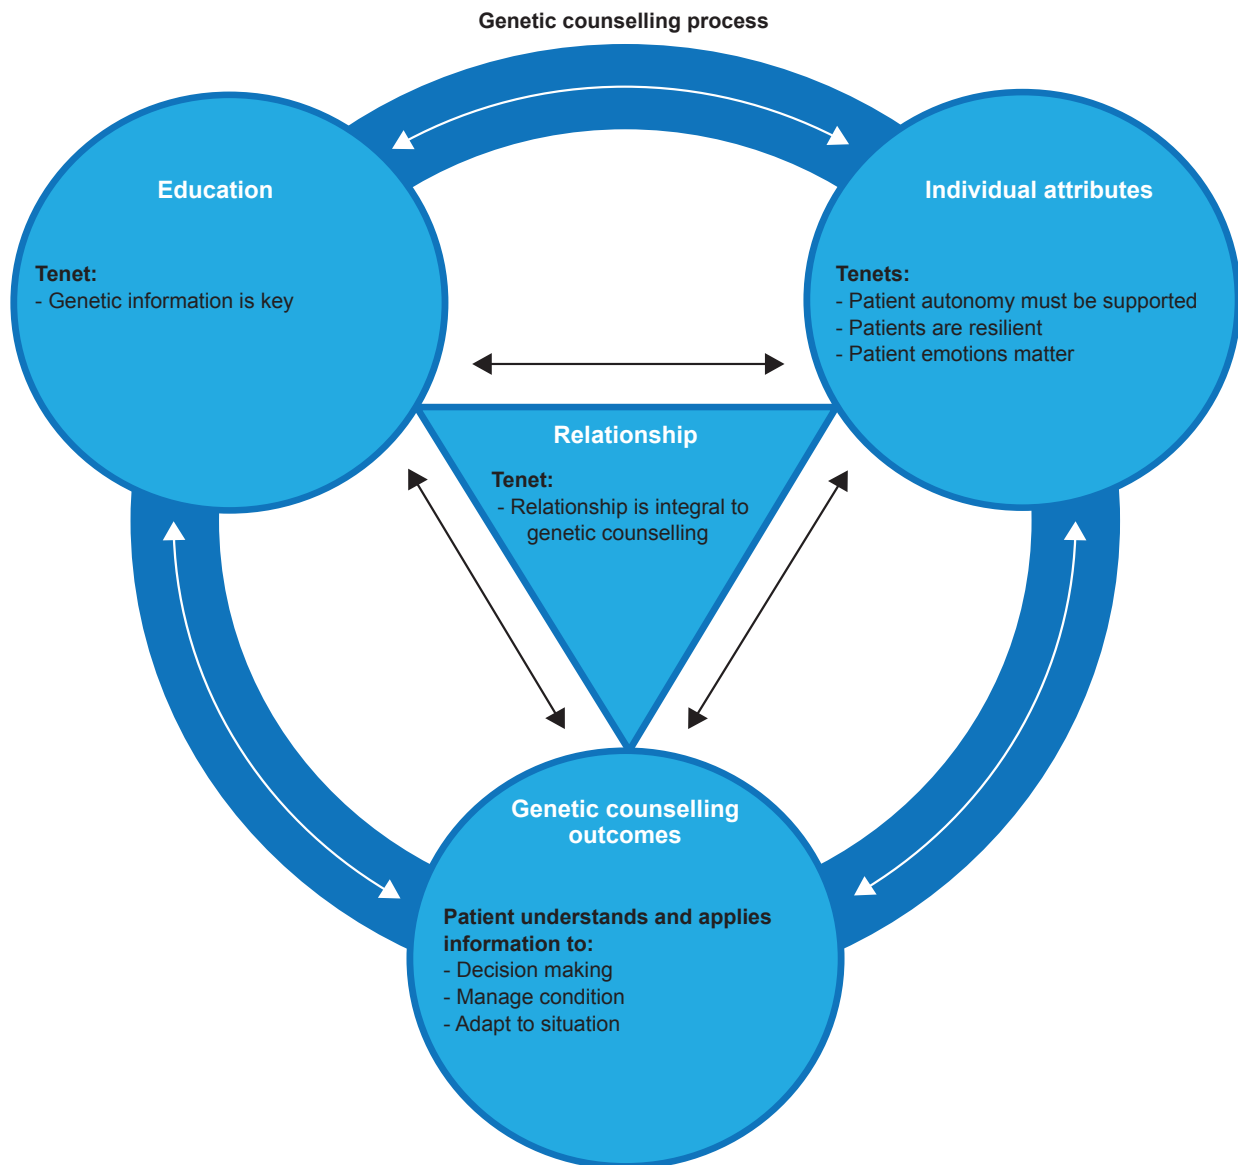 Genetic counselling process
Education
Tenet:
- Genetic information is key
Individual attributes
Tenets:
- Patient autonomy must be supported
- Patients are resilient
- Patient emotions matter
Relationship
Tenet:
- Relationship is integral to
genetic counselling
Genetic counselling
outcomes
Patient understands and applies
information to:
- Decision making
- Manage condition
- Adapt to situation